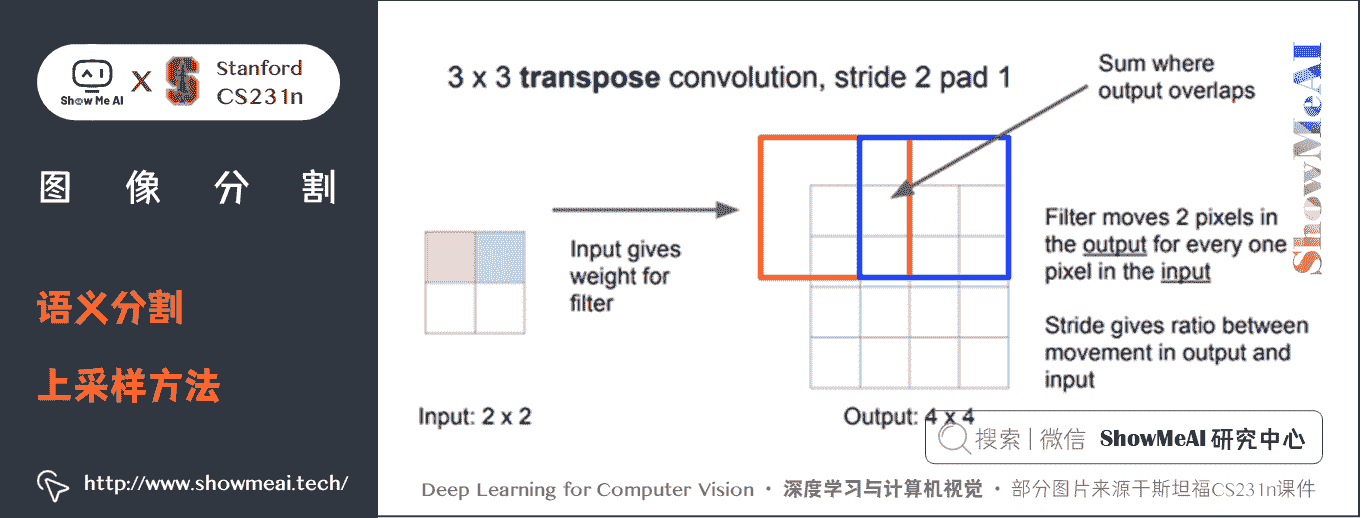 Show Me AI
X
Stanford
CS231n
图像分割
语义分割
上采样方法
http://www.showmeai.tech/
3 x 3 transpose convolution, stride 2 pad 1
Sum where
output overlaps
Input gives
weight for
filter
Filter moves 2 pixels in
the output for every one
pixel in the input
Stride gives ratio between
movement in output and
input
Input: 2 x 2
Output: 4 x 4
ShowMeAI
搜索 | 微信 ShowMeAI 研究中心
Deep Learning for Computer Vision · 深度学习与计算机视觉 · 部分图片来源于斯坦福CS231n课件